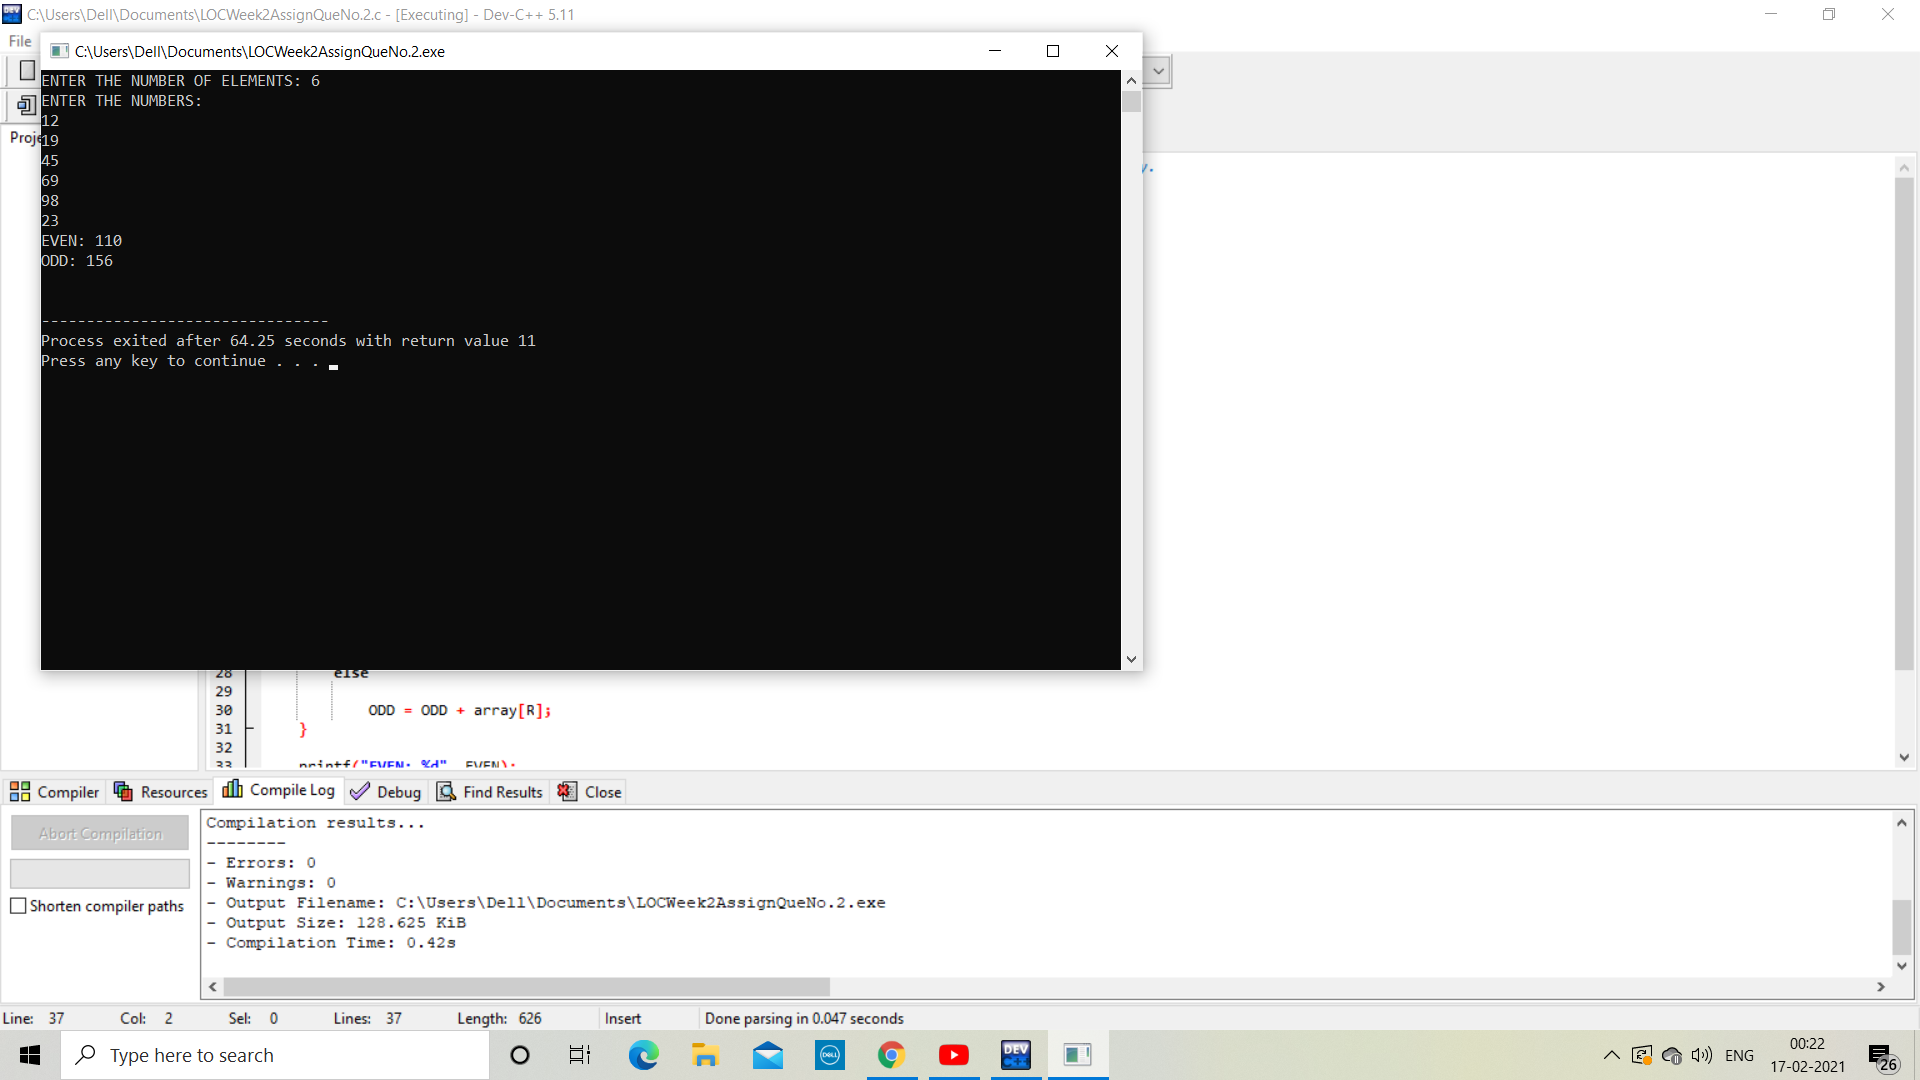 C:\Users\Dell\Documents\LOCWeek2AssignQueNo.2.c - [Executing] - Dev-C++ 5.11
File
C:\Users\Dell\Documents\LOCWeek2AssignQueNo.2.exe
ENTER THE NUMBER OF ELEMENTS: 6
ENTER THE NUMBERS:
12
19
45
69
98
23
EVEN: 110
ODD: 156
--------------------------------
Process exited after 64.25 seconds with return value 11
Press any key to continue . . .
Proje
y.
28 else
29
30 ODD = ODD + array[R];
31 }
32
33 printf("EVEN: %d", EVEN);
Compiler Resources Compile Log Debug Find Results Close
Abort Compilation
Shorten compiler paths
Compilation results...
--------
- Errors: 0
- Warnings: 0
- Output Filename: C:\Users\Dell\Documents\LOCWeek2AssignQueNo.2.exe
- Output Size: 128.625 KiB
- Compilation Time: 0.42s
Line: 37 Col: 2 Sel: 0 Lines: 37 Length: 626 Insert Done parsing in 0.047 seconds
Type here to search
DELL
DEV C++
ENG
00:22
17-02-2021
26